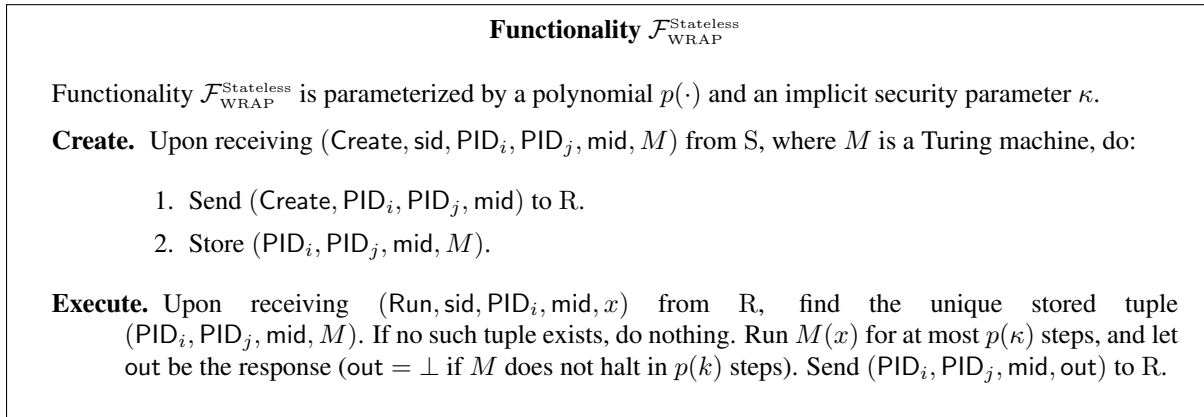 Functionality $\mathcal{F}_{\mathrm{WRAP}}^{\mathrm{Stateless}}$
Functionality $\mathcal{F}_{\mathrm{WRAP}}^{\mathrm{Stateless}}$ is parameterized by a polynomial $p(\cdot)$ and an implicit security parameter $\kappa$.
Create. Upon receiving (Create, sid, PID$_i$, PID$_j$, mid, $M$) from S, where $M$ is a Turing machine, do:
1. Send (Create, PID$_i$, PID$_j$, mid) to R.
2. Store (PID$_i$, PID$_j$, mid, $M$).
Execute. Upon receiving (Run, sid, PID$_i$, mid, $x$) from R, find the unique stored tuple
(PID$_i$, PID$_j$, mid, $M$). If no such tuple exists, do nothing. Run $M(x)$ for at most $p(\kappa)$ steps, and let
out be the response (out = $\bot$ if $M$ does not halt in $p(k)$ steps). Send (PID$_i$, PID$_j$, mid, out) to R.